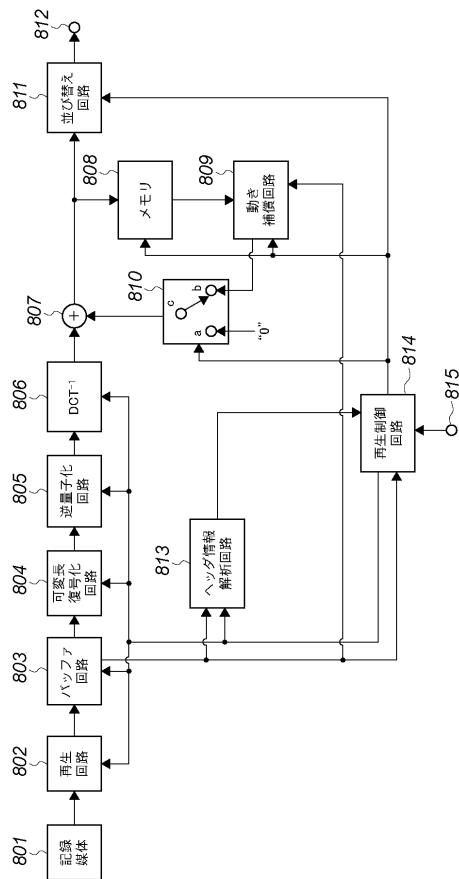 801
記録
媒体
802
再生
回路
803
バッファ
回路
804
可変長
復号化
回路
805
逆量子化
回路
806
DCT⁻¹
807
+
808
メモリ
809
動き
補償回路
810
a
b
c
“0”
811
並び替え
回路
812
813
ヘッダ情報
解析回路
814
再生制御
回路
815